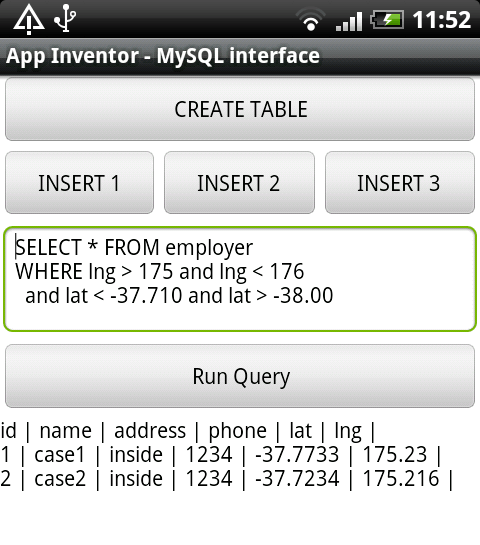 11:52
App Inventor - MySQL interface
CREATE TABLE
INSERT 1 INSERT 2 INSERT 3
SELECT * FROM employer
WHERE lng > 175 and lng < 176
and lat < -37.710 and lat > -38.00
Run Query
id | name | address | phone | lat | lng |
1 | case1 | inside | 1234 | -37.7733 | 175.23 |
2 | case2 | inside | 1234 | -37.7234 | 175.216 |